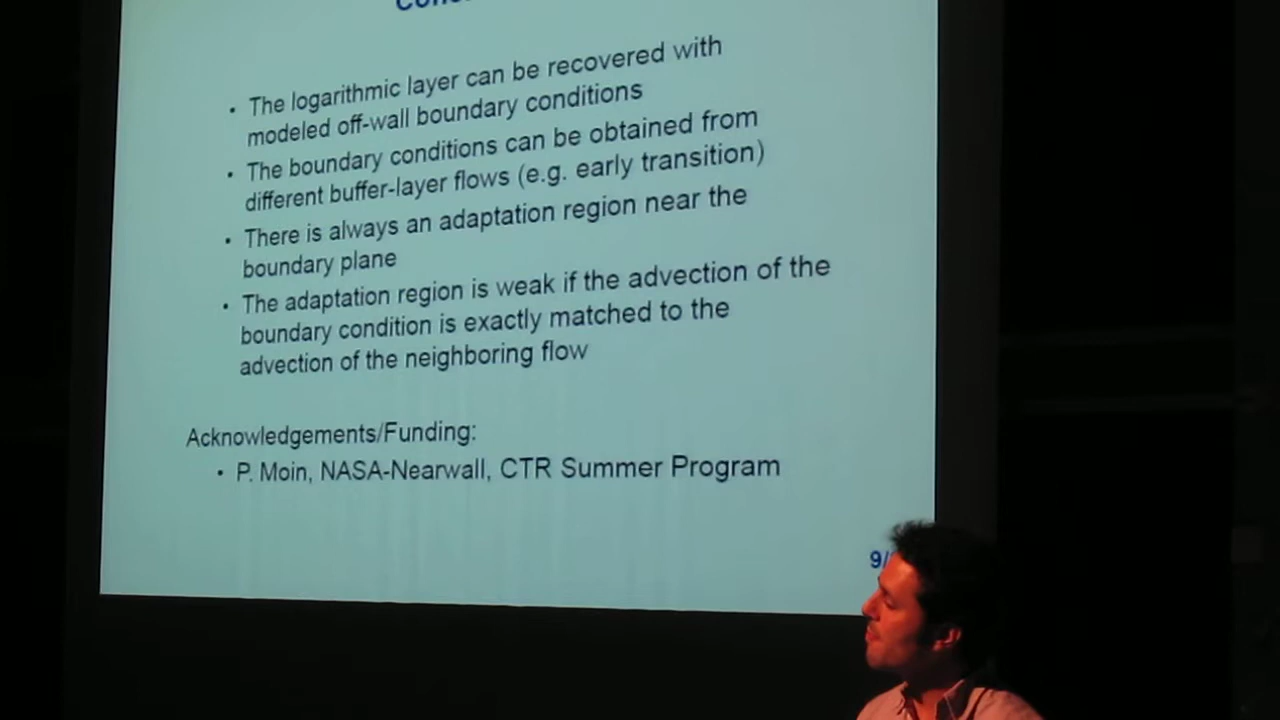 • The logarithmic layer can be recovered with
modeled off-wall boundary conditions
• The boundary conditions can be obtained from
different buffer-layer flows (e.g. early transition)
• There is always an adaptation region near the
boundary plane
• The adaptation region is weak if the advection of the
boundary condition is exactly matched to the
advection of the neighboring flow
Acknowledgements/Funding:
• P. Moin, NASA-Nearwall, CTR Summer Program
9/